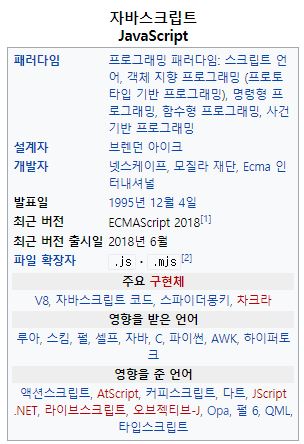 자바스크립트
JavaScript
패러다임 프로그래밍 패러다임: 스크립트 언
어, 객체 지향 프로그래밍 (프로토
타입 기반 프로그래밍), 명령형 프
로그래밍, 함수형 프로그래밍, 사건
기반 프로그래밍
설계자 브렌던 아이크
개발자 넷스케이프, 모질라 재단, Ecma 인
터내셔널
발표일 1995년 12월 4일
최근 버전 ECMAScript 2018[1]
최근 버전 출시일 2018년 6월
파일 확장자 .js · .mjs [2]
주요 구현체
V8, 자바스크립트 코드, 스파이더몽키, 차크라
영향을 받은 언어
루아, 스킴, 펄, 셀프, 자바, C, 파이썬, AWK, 하이퍼토
크
영향을 준 언어
액션스크립트, AtScript, 커피스크립트, 다트, JScript
.NET, 라이브스크립트, 오브젝티브-J, Opa, 펄 6, QML,
타입스크립트